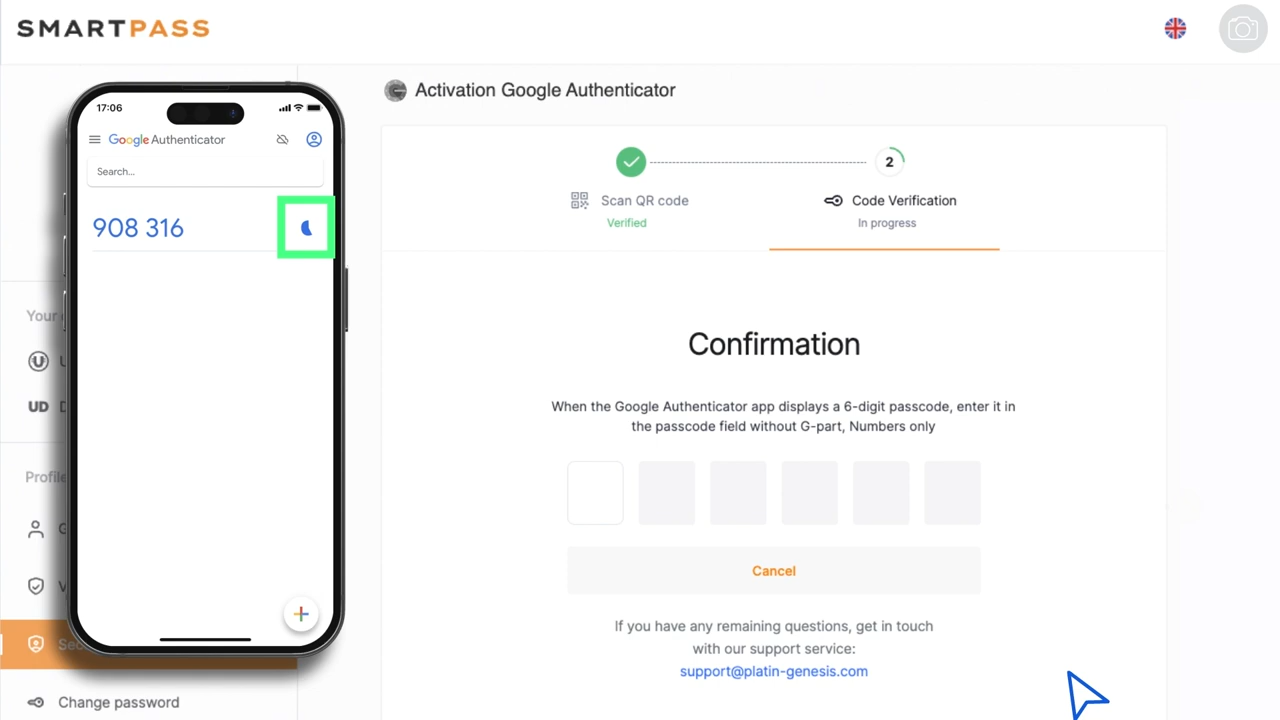 SMARTPASS
17:06
Google Authenticator
Search...
908 316
Your
UD
Profile
Change password
Activation Google Authenticator
2
Scan QR code
Verified
Code Verification
In progress
Confirmation
When the Google Authenticator app displays a 6-digit passcode, enter it in
the passcode field without G-part, Numbers only
Cancel
If you have any remaining questions, get in touch
with our support service:
support@platin-genesis.com